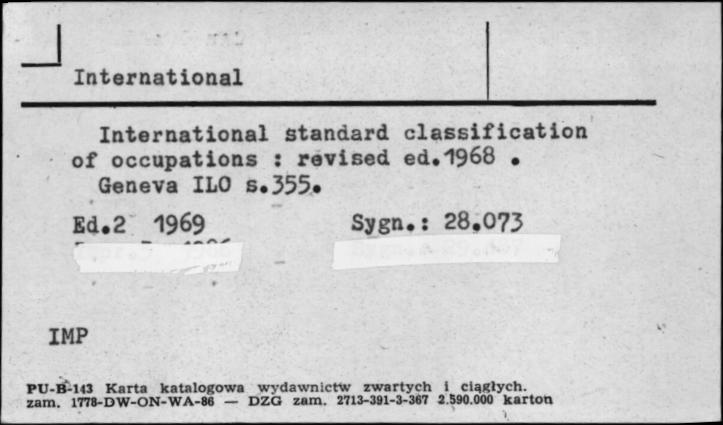 International
International standard classification
of occupations : revised ed.1968 .
Geneva ILO s.355.
Ed.2 1969 Sygn.: 28.073
IMP
PU-B-143 Karta katalogowa wydawnictw zwartych i ciągłych.
zam. 1778-DW-ON-WA-86 — DZG zam. 2713-391-3-367 2.590.000 karton